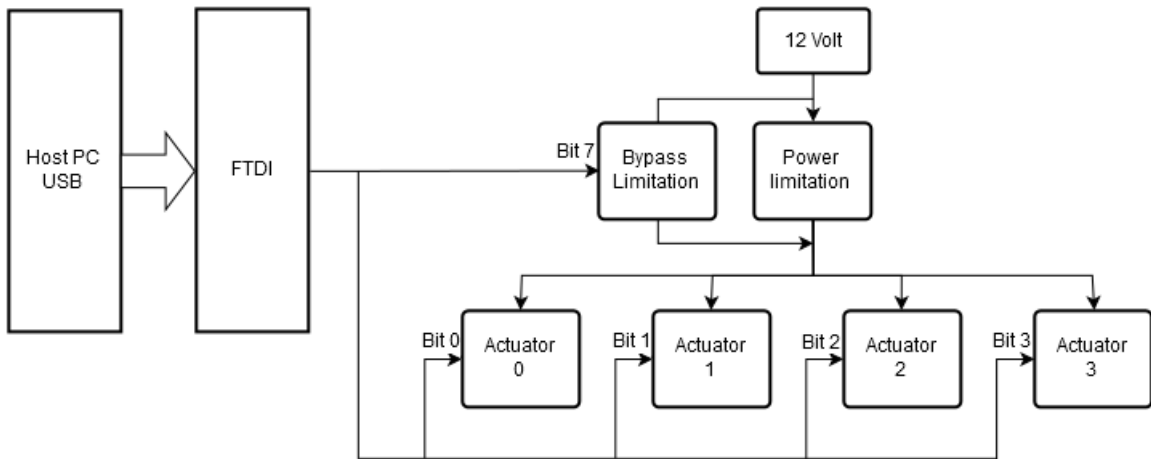 12 Volt
Host PC
USB
FTDI
Bit 7
Bypass
Limitation
Power
limitation
Bit 0
Actuator
0
Bit 1
Actuator
1
Bit 2
Actuator
2
Bit 3
Actuator
3